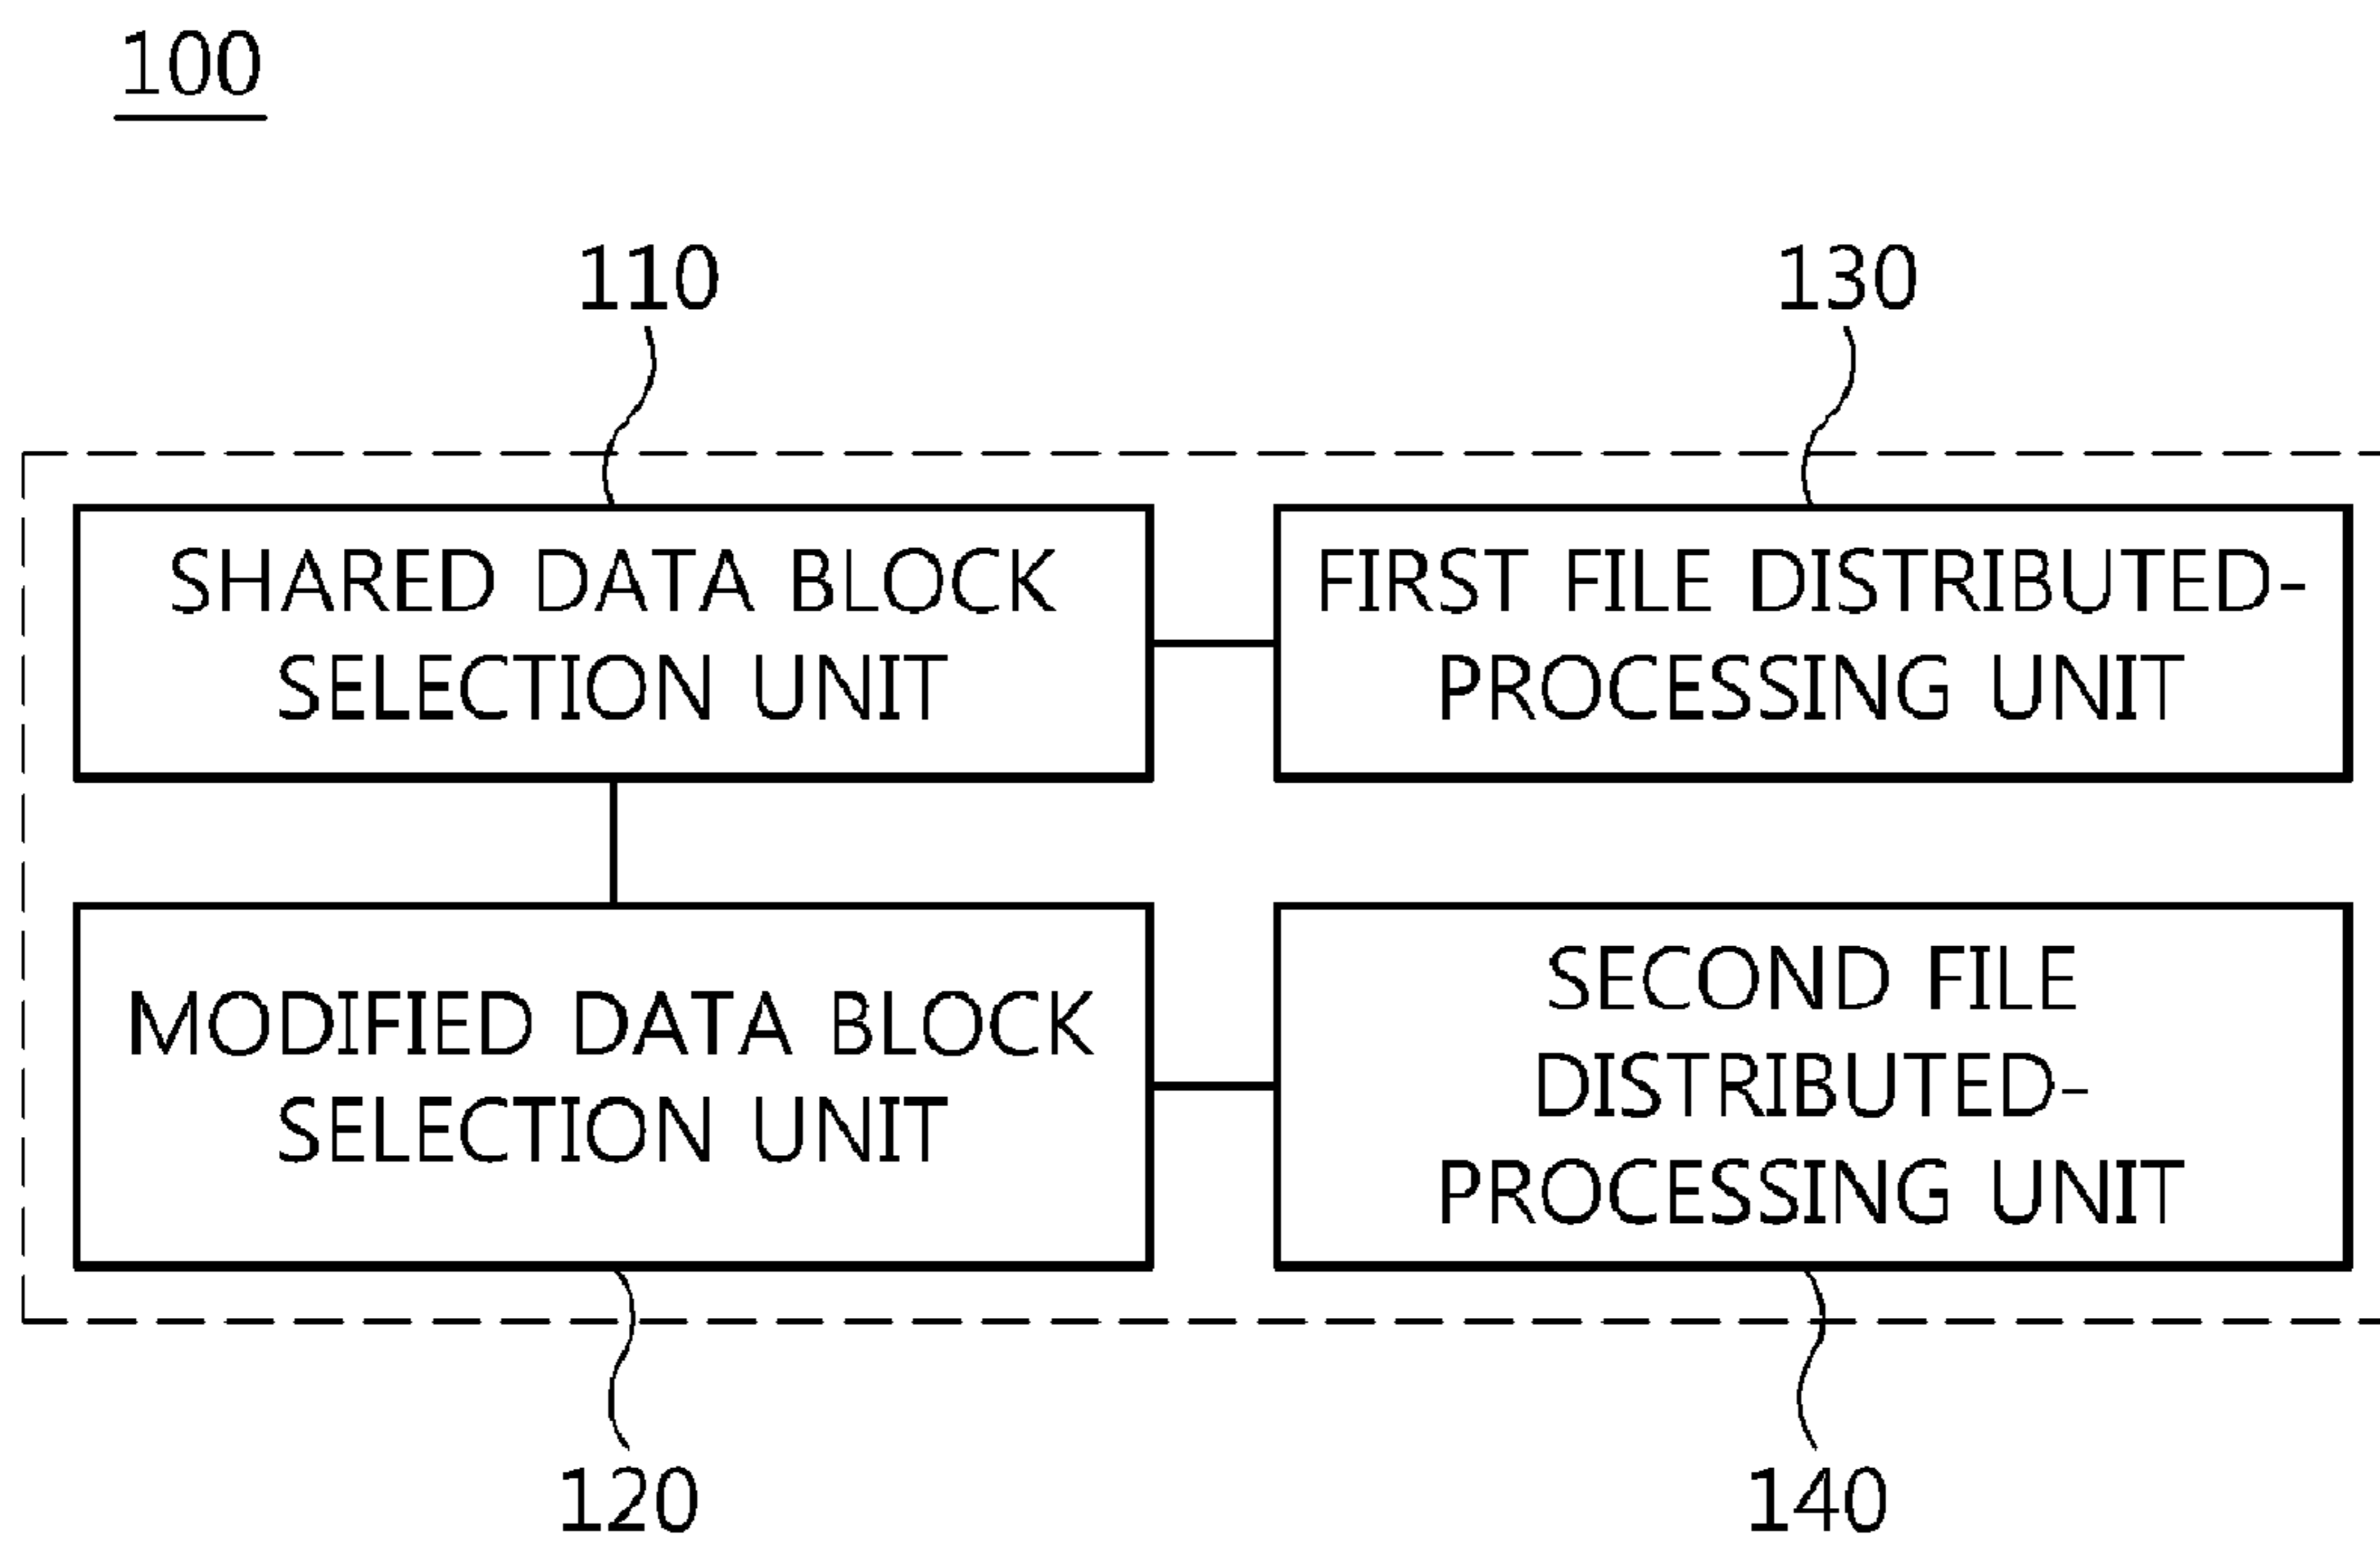 100
110
130
SHARED DATA BLOCK
SELECTION UNIT
FIRST FILE DISTRIBUTED-
PROCESSING UNIT
MODIFIED DATA BLOCK
SELECTION UNIT
SECOND FILE
DISTRIBUTED-
PROCESSING UNIT
120
140